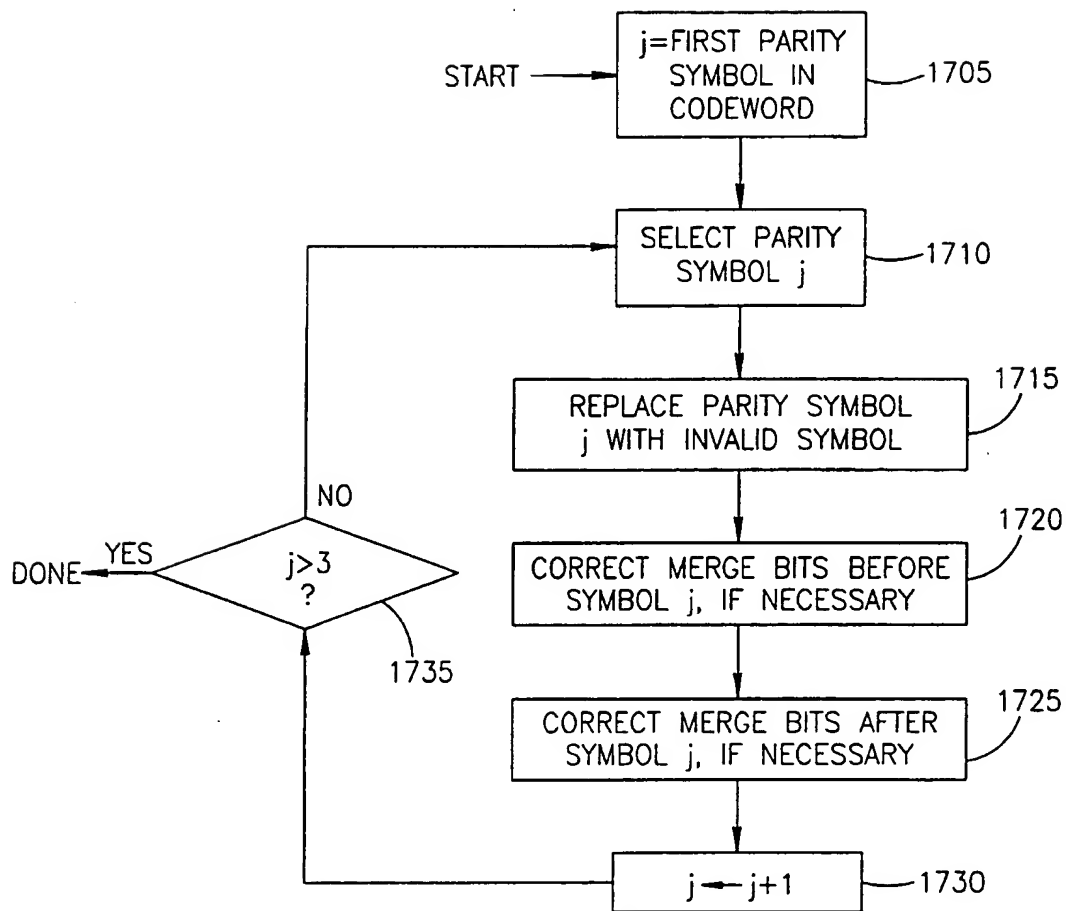 j=FIRST PARITY
SYMBOL IN
CODEWORD
START
1705
SELECT PARITY
SYMBOL j
1710
REPLACE PARITY SYMBOL
j WITH INVALID SYMBOL
1715
CORRECT MERGE BITS BEFORE
SYMBOL j, IF NECESSARY
1720
CORRECT MERGE BITS AFTER
SYMBOL j, IF NECESSARY
1725
j←j+1
1730
j>3
?
1735
NO
YES
DONE